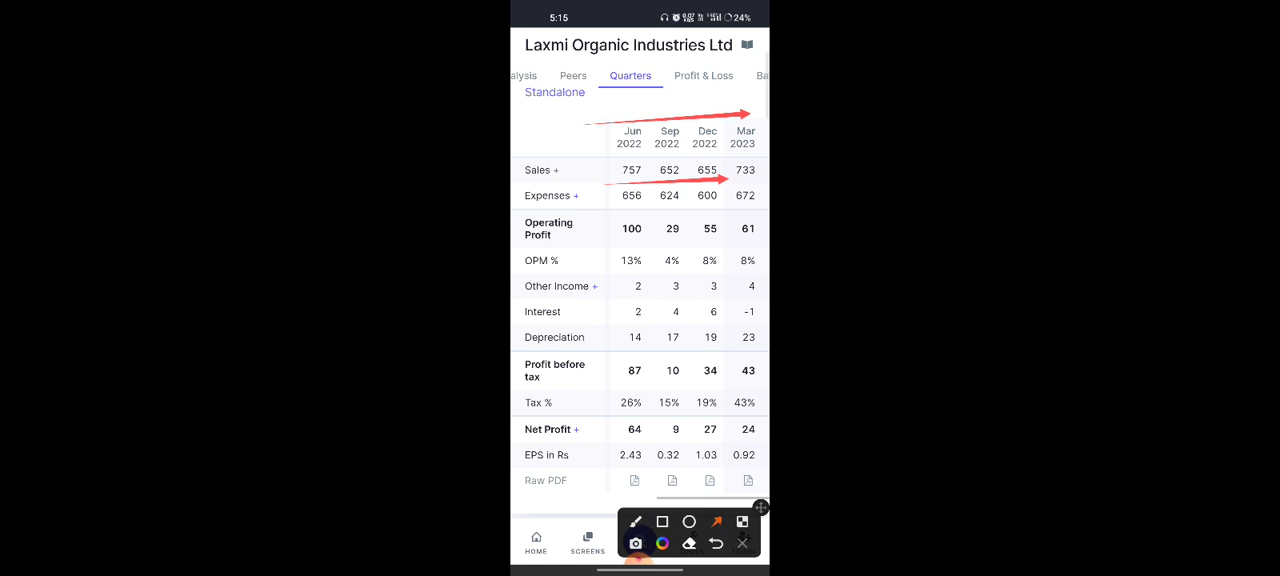 5:15
24%
Laxmi Organic Industries Ltd
alysis Peers Quarters Profit & Loss Ba
Standalone
Jun 2022 Sep 2022 Dec 2022 Mar 2023
Sales + 757 652 655 733
Expenses + 656 624 600 672
Operating Profit 100 29 55 61
OPM % 13% 4% 8% 8%
Other Income + 2 3 3 4
Interest 2 4 6 -1
Depreciation 14 17 19 23
Profit before tax 87 10 34 43
Tax % 26% 15% 19% 43%
Net Profit + 64 9 27 24
EPS in Rs 2.43 0.32 1.03 0.92
Raw PDF
HOME SCREENS